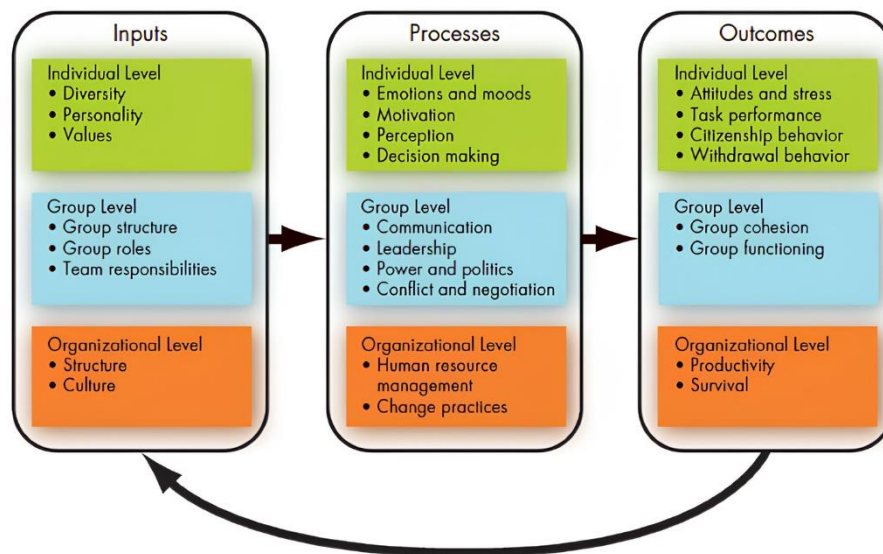 Inputs
Individual Level
• Diversity
• Personality
• Values
Group Level
• Group structure
• Group roles
• Team responsibilities
Organizational Level
• Structure
• Culture
Processes
Individual Level
• Emotions and moods
• Motivation
• Perception
• Decision making
Group Level
• Communication
• Leadership
• Power and politics
• Conflict and negotiation
Organizational Level
• Human resource
management
• Change practices
Outcomes
Individual Level
• Attitudes and stress
• Task performance
• Citizenship behavior
• Withdrawal behavior
Group Level
• Group cohesion
• Group functioning
Organizational Level
• Productivity
• Survival